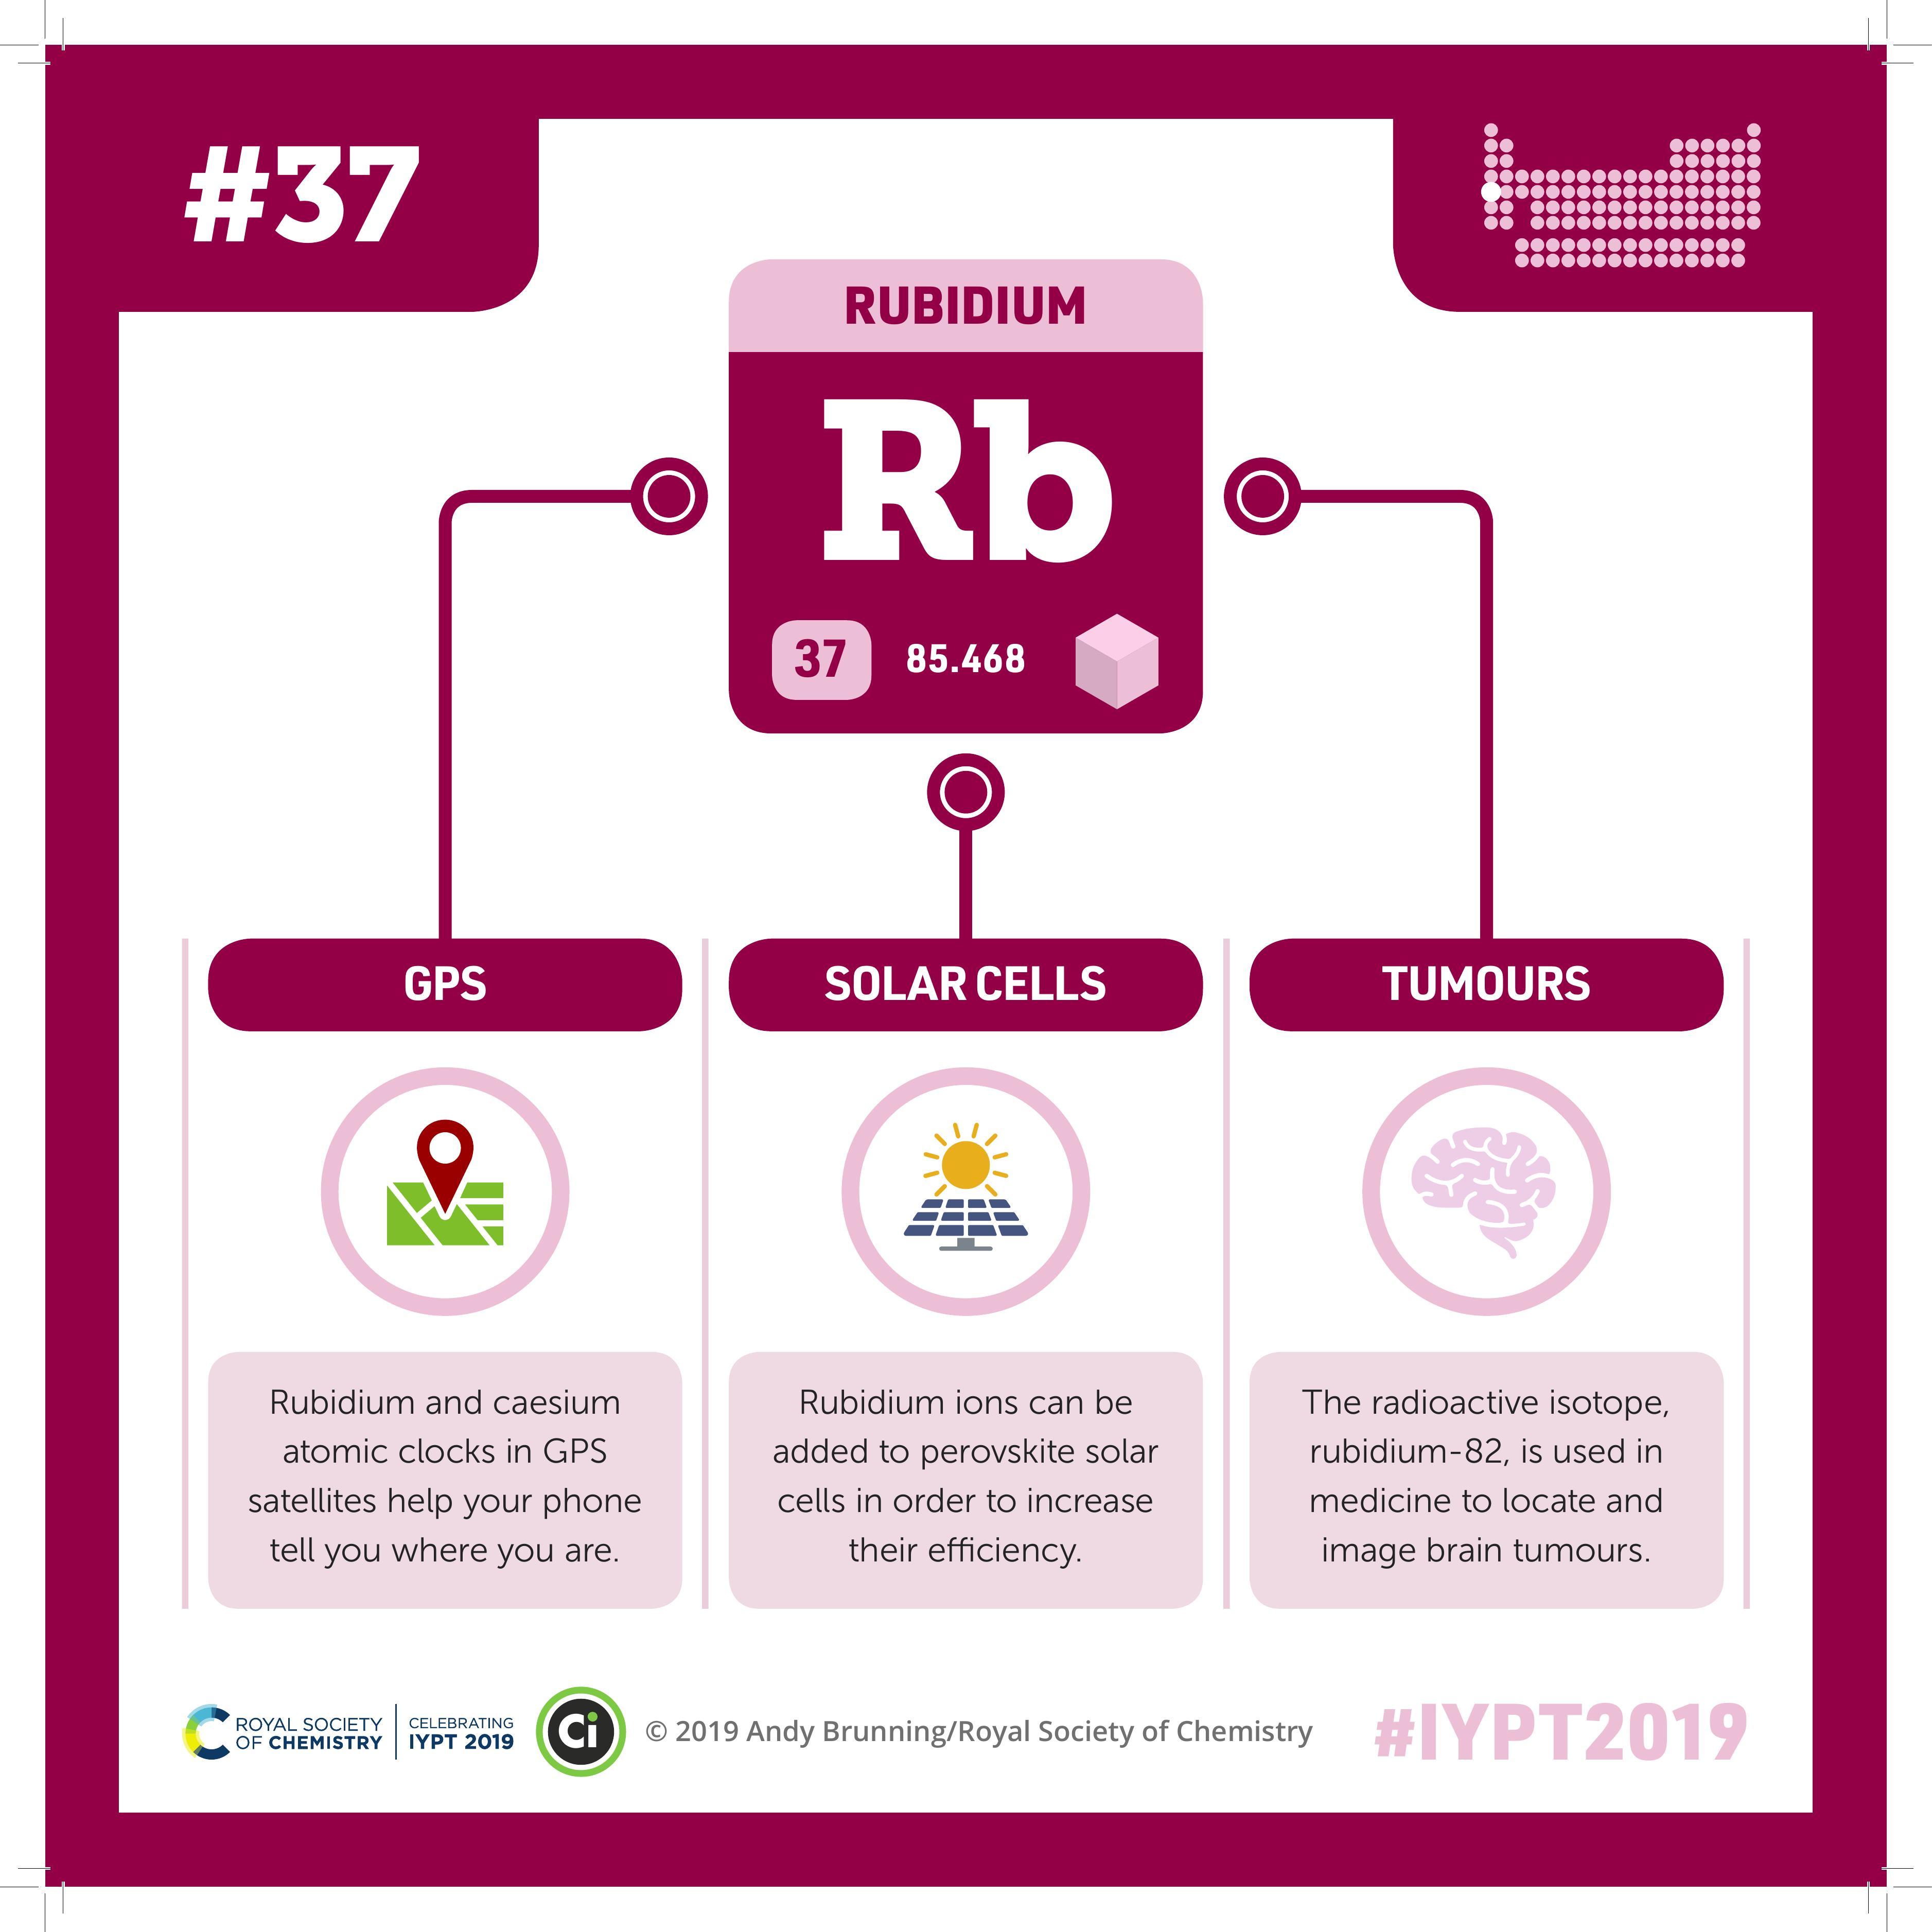 #37
RUBIDIUM
Rb
37
85.468
GPS
Rubidium and caesium
atomic clocks in GPS
satellites help your phone
tell you where you are.
SOLAR CELLS
Rubidium ions can be
added to perovskite solar
cells in order to increase
their efficiency.
TUMOURS
The radioactive isotope,
rubidium-82, is used in
medicine to locate and
image brain tumours.
ROYAL SOCIETY
OF CHEMISTRY
CELEBRATING
IYPT 2019
Ci
© 2019 Andy Brunning/Royal Society of Chemistry
#IYPT2019